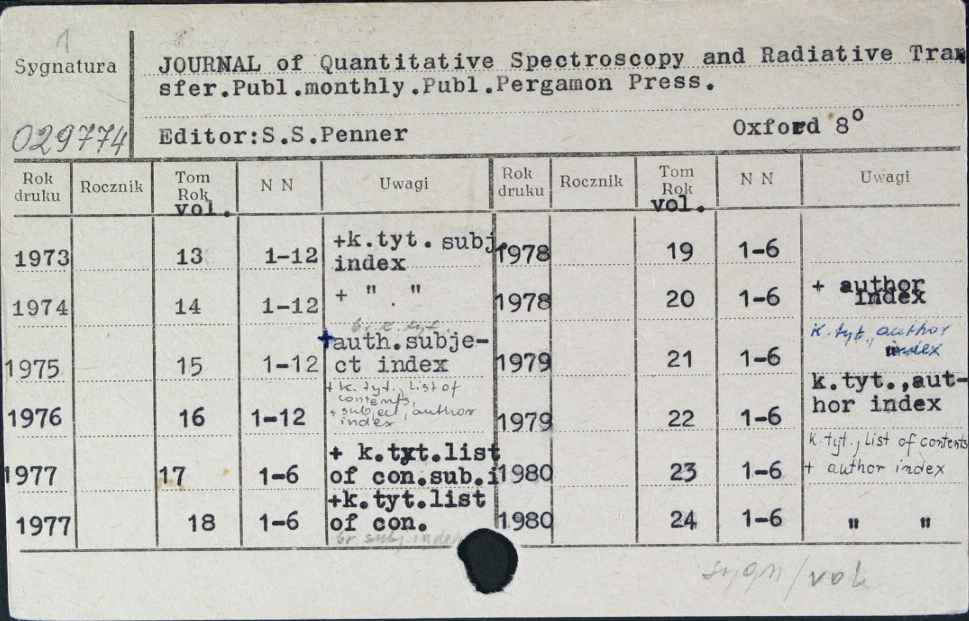 1
Sygnatura
029774
JOURNAL of Quantitative Spectroscopy and Radiative Tran
sfer.Publ.monthly.Publ.Pergamon Press.
Editor:S.S.Penner Oxford 8°
Rok druku Rocznik Tom Rok vol. N N Uwagi Rok druku Rocznik Tom Rok vol. N N Uwagi
1973 13 1-12 +k.tyt. subj. index 1978 19 1-6
1974 14 1-12 + " . " 1978 20 1-6 + author index
br k. tyt.
1975 15 1-12 +auth.subje-
ct index 1979 21 1-6 k. tyt., author
index
1976 16 1-12 + k. tyt., list of
contents,
+ subject, author
index 1979 22 1-6 k.tyt.,aut-
hor index
1977 17 1-6 + k.tyt.list
of con.sub.i 1980 23 1-6 k. tyt., list of contents
+ author index
1977 18 1-6 +k.tyt.list
of con. 1980 24 1-6 " "
br subj. index